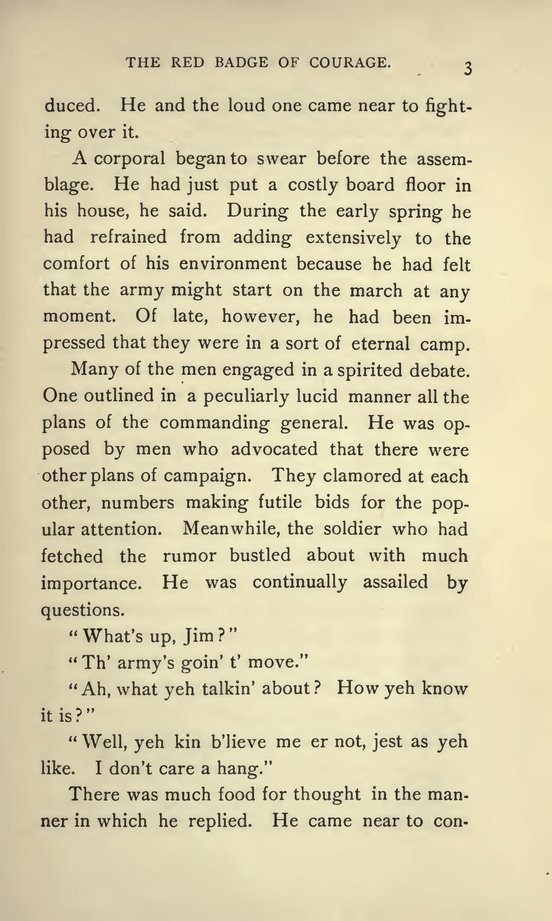 THE RED BADGE OF COURAGE. 3
duced. He and the loud one came near to fight-
ing over it.
A corporal began to swear before the assem-
blage. He had just put a costly board floor in
his house, he said. During the early spring he
had refrained from adding extensively to the
comfort of his environment because he had felt
that the army might start on the march at any
moment. Of late, however, he had been im-
pressed that they were in a sort of eternal camp.
Many of the men engaged in a spirited debate.
One outlined in a peculiarly lucid manner all the
plans of the commanding general. He was op-
posed by men who advocated that there were
other plans of campaign. They clamored at each
other, numbers making futile bids for the pop-
ular attention. Meanwhile, the soldier who had
fetched the rumor bustled about with much
importance. He was continually assailed by
questions.
"What's up, Jim?"
"Th' army's goin' t' move."
"Ah, what yeh talkin' about? How yeh know
it is?"
"Well, yeh kin b'lieve me er not, jest as yeh
like. I don't care a hang."
There was much food for thought in the man-
ner in which he replied. He came near to con-